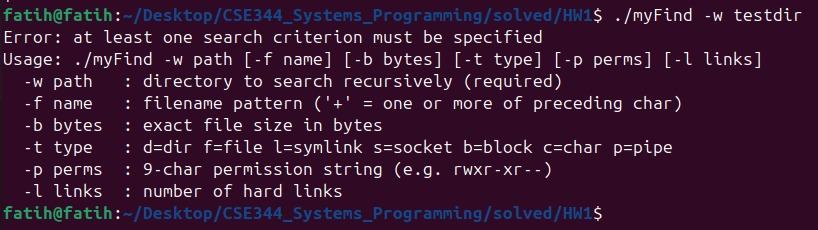 fatih@fatih:~/Desktop/CSE344_Systems_Programming/solved/HW1$ ./myFind -w testdir
Error: at least one search criterion must be specified
Usage: ./myFind -w path [-f name] [-b bytes] [-t type] [-p perms] [-l links]
  -w path   : directory to search recursively (required)
  -f name   : filename pattern ('+' = one or more of preceding char)
  -b bytes  : exact file size in bytes
  -t type   : d=dir f=file l=symlink s=socket b=block c=char p=pipe
  -p perms  : 9-char permission string (e.g. rwxr-xr--)
  -l links  : number of hard links
fatih@fatih:~/Desktop/CSE344_Systems_Programming/solved/HW1$